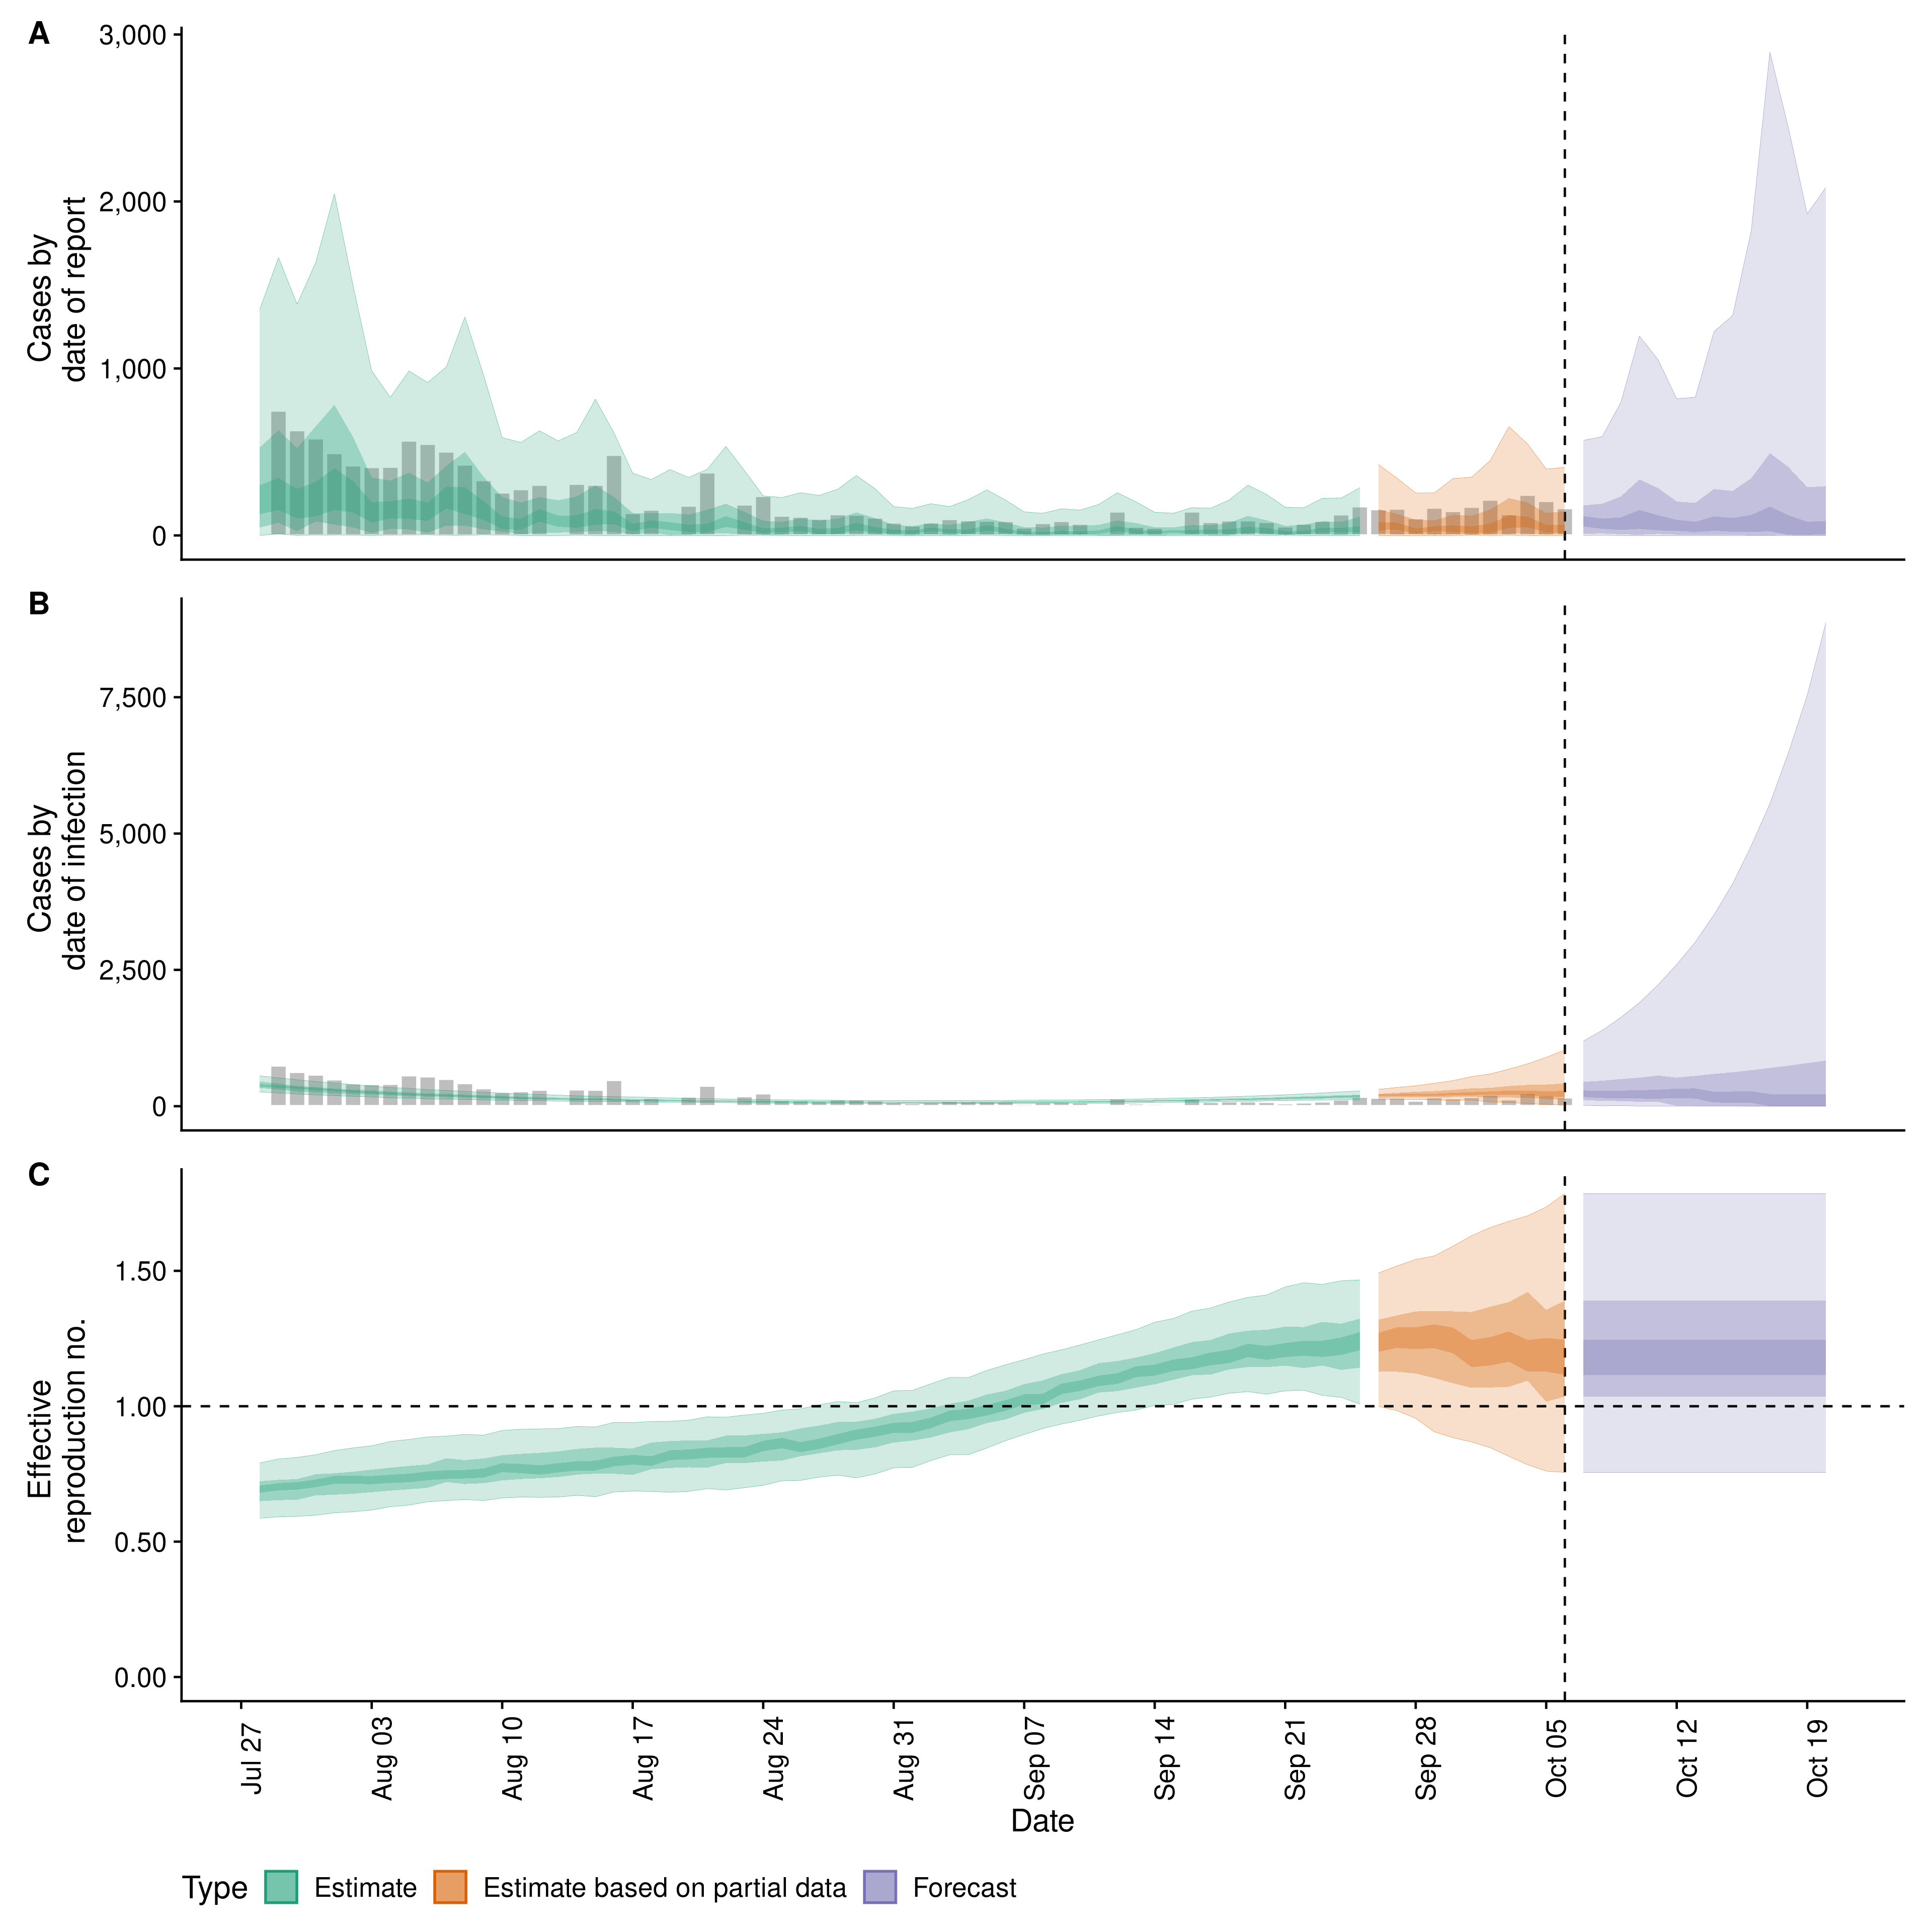 A
Cases by
date of report
3,000
2,000
1,000
0
B
Cases by
date of infection
7,500
5,000
2,500
0
C
Effective
reproduction no.
1.50
1.00
0.50
0.00
Jul 27
Aug 03
Aug 10
Aug 17
Aug 24
Aug 31
Sep 07
Sep 14
Sep 21
Sep 28
Oct 05
Oct 12
Oct 19
Date
Type Estimate Estimate based on partial data Forecast